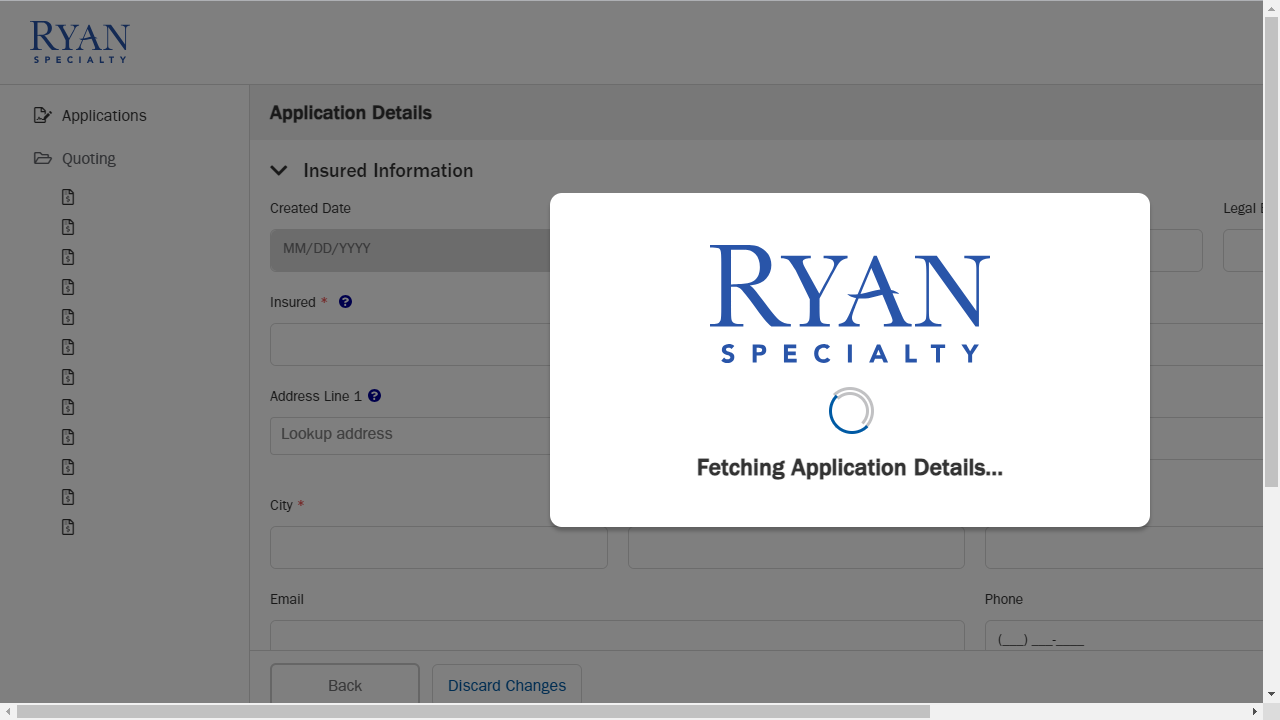 RYAN
SPECIALTY
Applications
Quoting
Application Details
Insured Information
Created Date
Legal
MM/DD/YYYY
Insured *
Address Line 1
Lookup address
City *
Email
Phone
(___) ___-____
Back
Discard Changes
RYAN
SPECIALTY
Fetching Application Details...